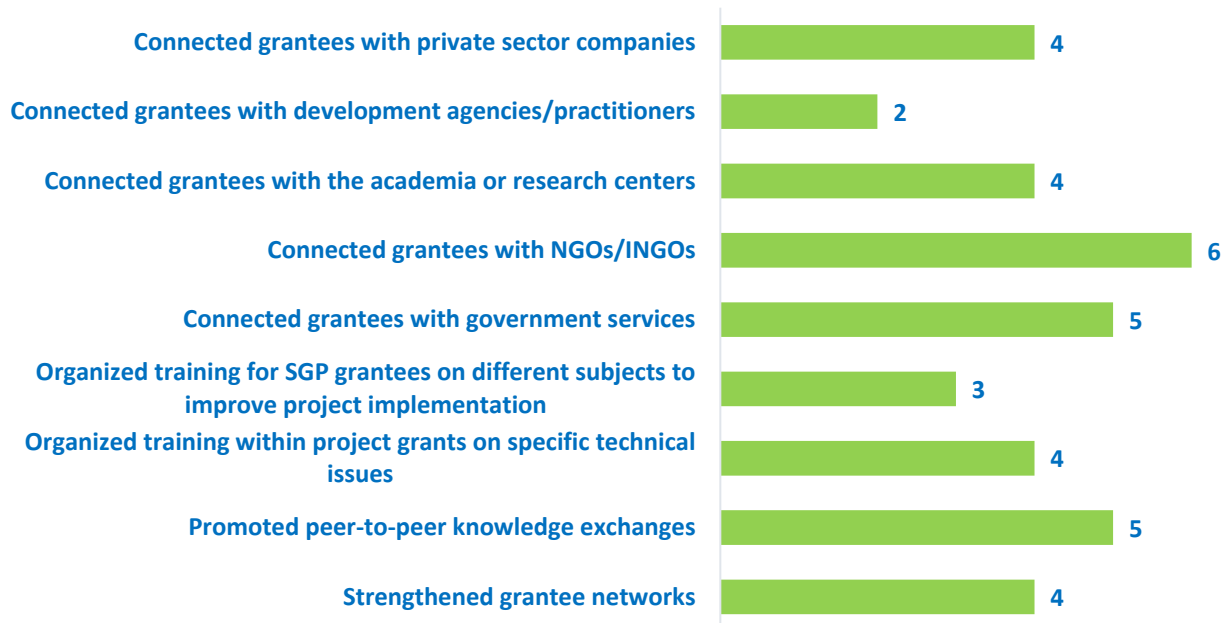 Connected grantees with private sector companies
4
Connected grantees with development agencies/practitioners
2
Connected grantees with the academia or research centers
4
Connected grantees with NGOs/INGOs
6
Connected grantees with government services
5
Organized training for SGP grantees on different subjects to
improve project implementation
3
Organized training within project grants on specific technical
issues
4
Promoted peer-to-peer knowledge exchanges
5
Strengthened grantee networks
4